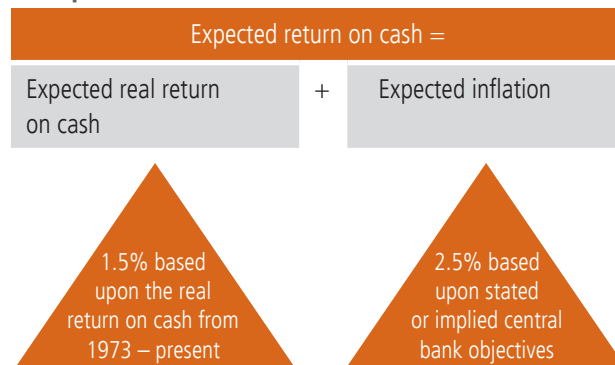 Expected return on cash =
Expected real return
on cash
+
Expected inflation
1.5% based
upon the real
return on cash from
1973 – present
2.5% based
upon stated
or implied central
bank objectives